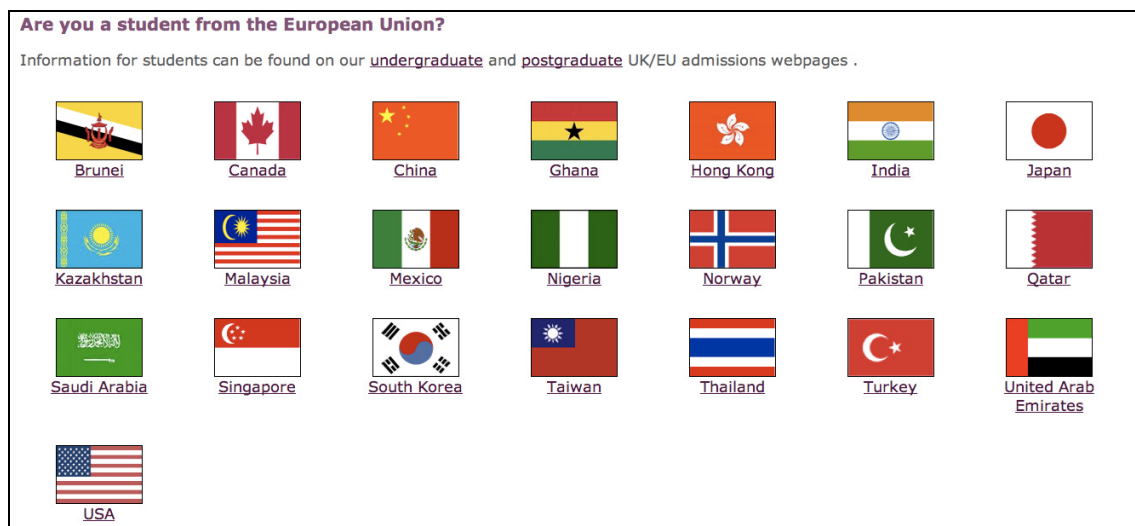 Are you a student from the European Union?
Information for students can be found on our undergraduate and postgraduate UK/EU admissions webpages .
Brunei
Canada
China
Ghana
Hong Kong
India
Japan
Kazakhstan
Malaysia
Mexico
Nigeria
Norway
Pakistan
Qatar
Saudi Arabia
Singapore
South Korea
Taiwan
Thailand
Turkey
United Arab
Emirates
USA